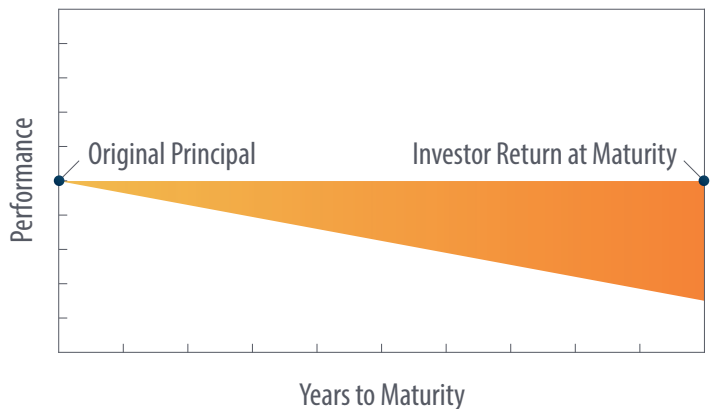 Performance
Original Principal
Investor Return at Maturity
Years to Maturity